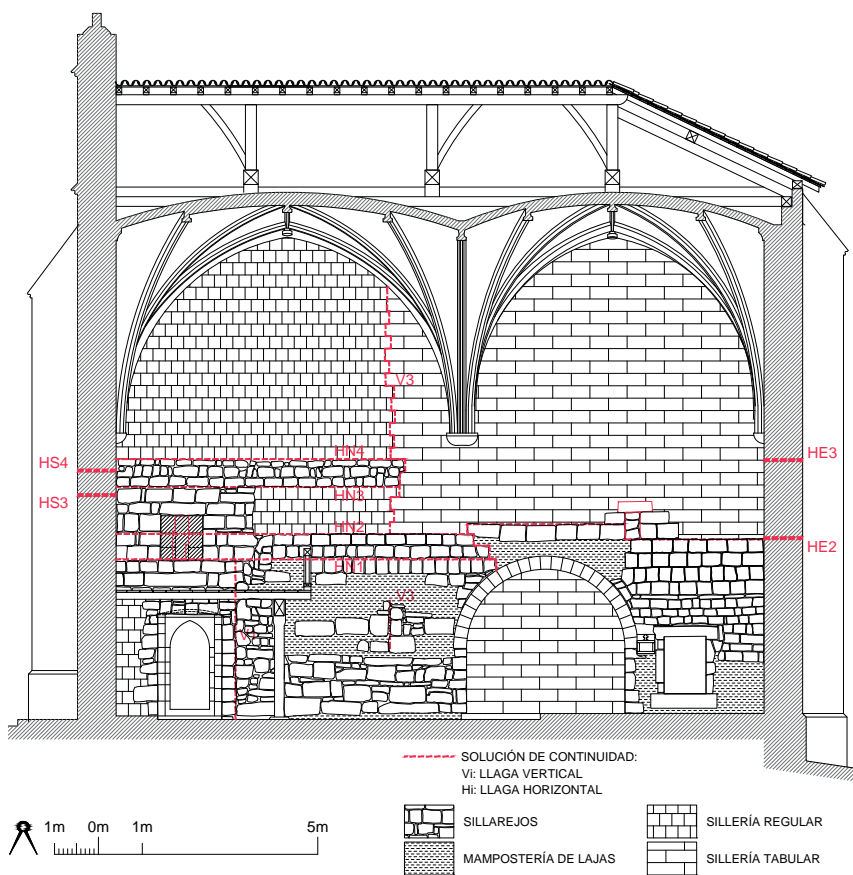 V3
HN4
HS4
HE3
HS3
HN3
HN2
HE2
HN1
V3
SOLUCIÓN DE CONTINUIDAD:
Vi: LLAGA VERTICAL
Hi: LLAGA HORIZONTAL
SILLAREJOS
SILLERÍA REGULAR
1m 0m 1m 5m
MAMPOSTERÍA DE LAJAS
SILLERÍA TABULAR